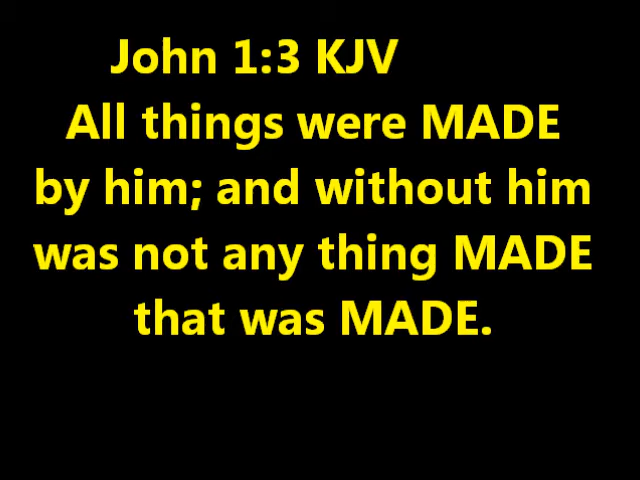 John 1:3 KJV
All things were MADE
by him; and without him
was not any thing MADE
that was MADE.